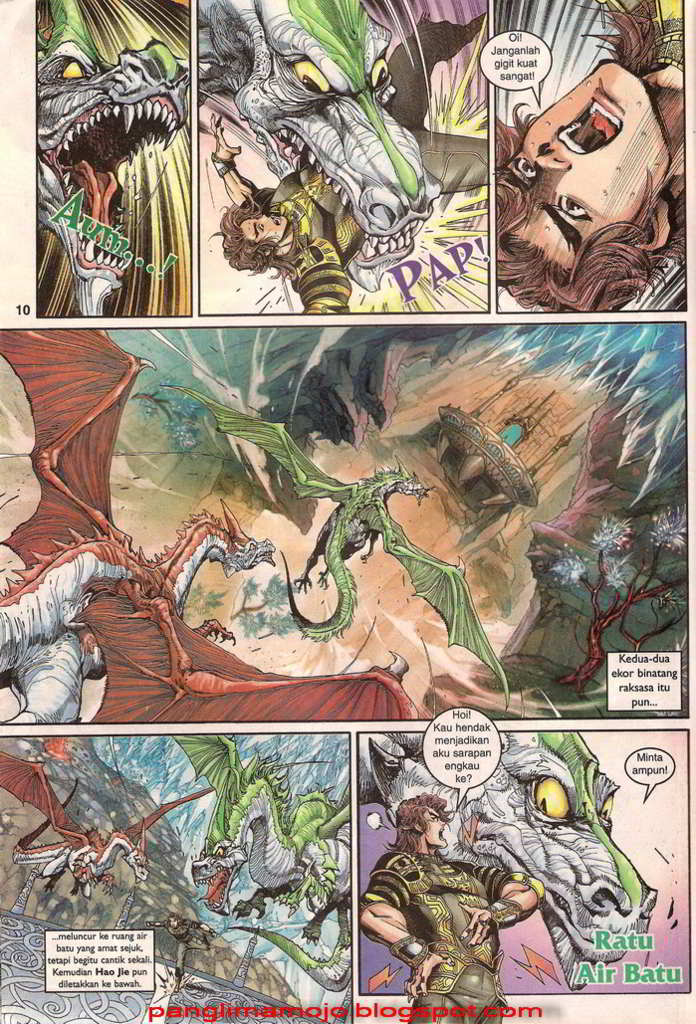 Aum...!
PAP!
Oi!
Janganlah
gigit kuat
sangat!
10
Kedua-dua
ekor binatang
raksasa itu
pun...
...meluncur ke ruang air
batu yang amat sejuk,
tetapi begitu cantik sekali.
Kemudian Hao Jie pun
diletakkan ke bawah.
Hoi!
Kau hendak
menjadikan
aku sarapan
engkau
ke?
Minta
ampun!
Ratu
Air Batu
panglimamojo.blogspot.com